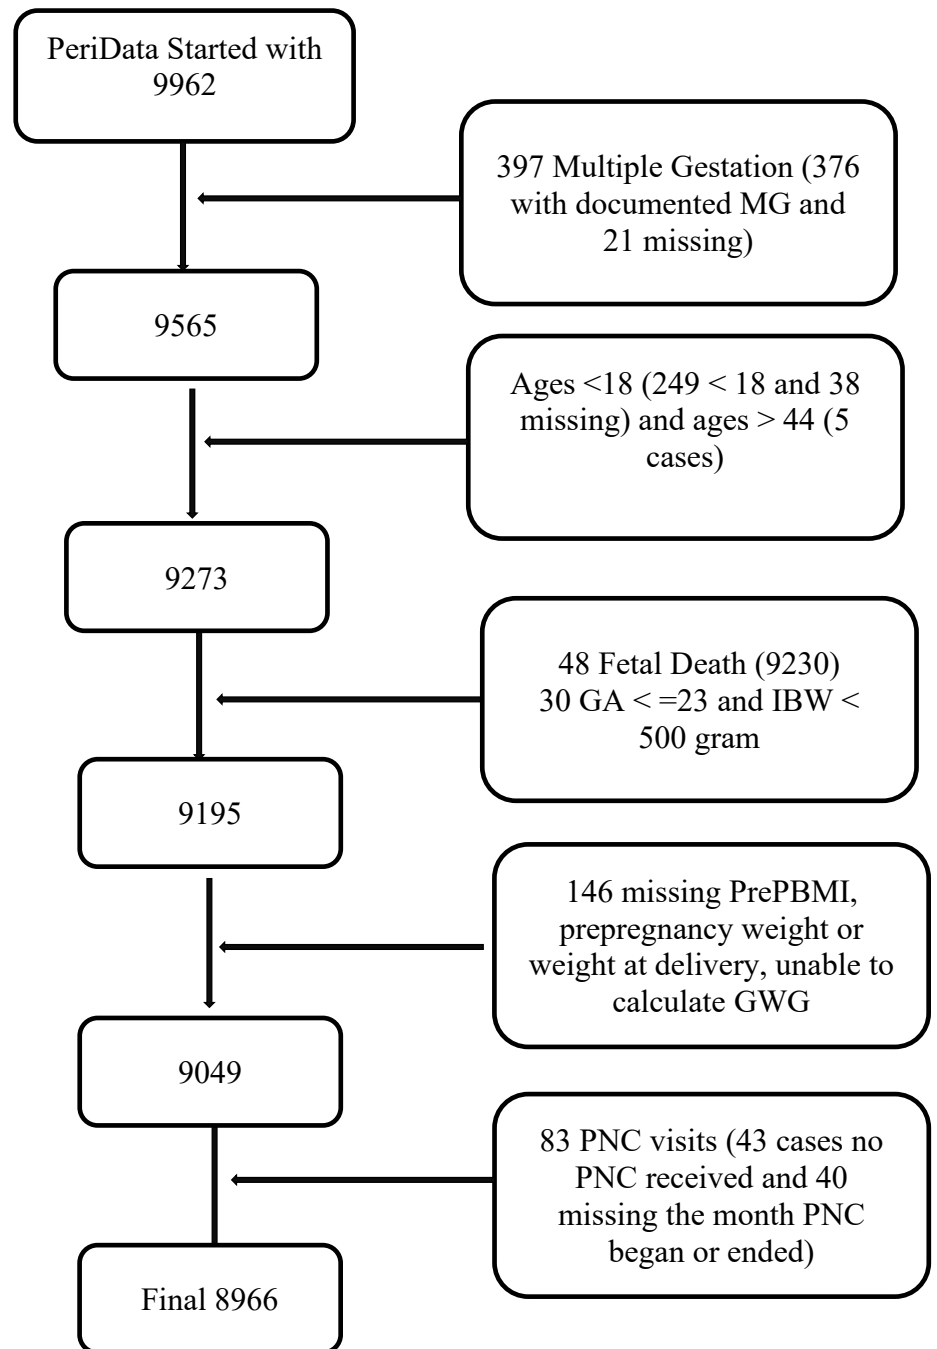 PeriData Started with
9962
397 Multiple Gestation (376
with documented MG and
21 missing)
9565
Ages <18 (249 < 18 and 38
missing) and ages > 44 (5
cases)
9273
48 Fetal Death (9230)
30 GA < =23 and IBW <
500 gram
9195
146 missing PrePBMI,
prepregnancy weight or
weight at delivery, unable to
calculate GWG
9049
83 PNC visits (43 cases no
PNC received and 40
missing the month PNC
began or ended)
Final 8966